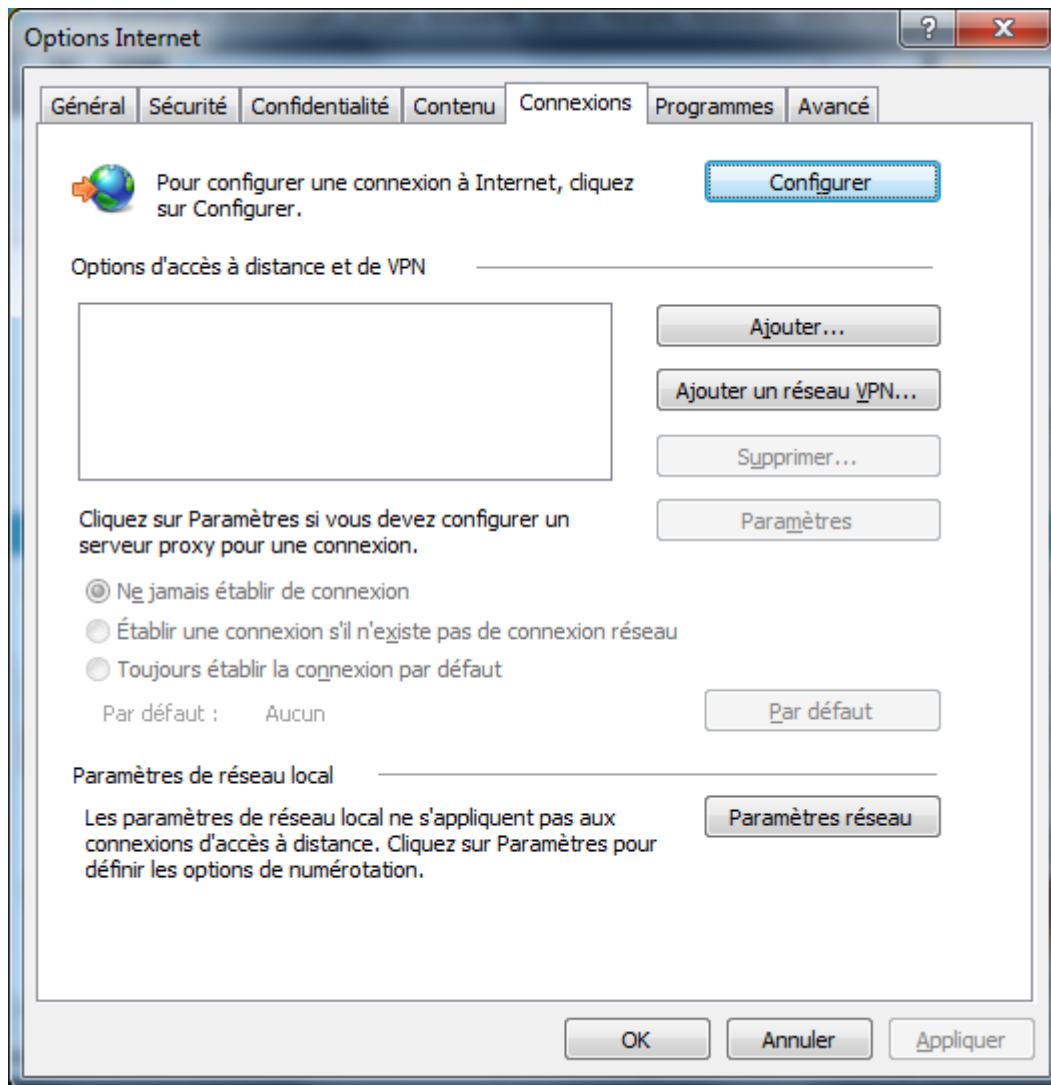 Options Internet
Général Sécurité Confidentialité Contenu Connexions Programmes Avancé
Pour configurer une connexion à Internet, cliquez
sur Configurer.
Configurer
Options d'accès à distance et de VPN
Ajouter...
Ajouter un réseau VPN...
Supprimer...
Cliquez sur Paramètres si vous devez configurer un
serveur proxy pour une connexion.
Paramètres
Ne jamais établir de connexion
Établir une connexion s'il n'existe pas de connexion réseau
Toujours établir la connexion par défaut
Par défaut : Aucun
Par défaut
Paramètres de réseau local
Les paramètres de réseau local ne s'appliquent pas aux
connexions d'accès à distance. Cliquez sur Paramètres pour
définir les options de numérotation.
Paramètres réseau
OK Annuler Appliquer